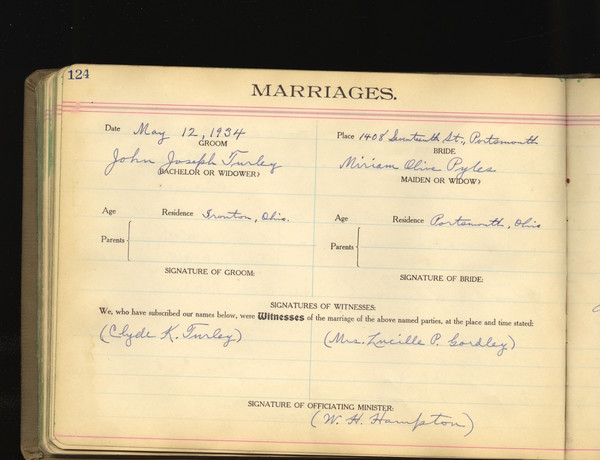 124
MARRIAGES.
Date May 12, 1934 Place 1408 Seventeenth St., Portsmouth
GROOM BRIDE
John Joseph Turley Miriam Olive Pyles
BACHELOR OR WIDOWER? MAIDEN OR WIDOW?
Age Residence Ironton, Ohio. Age Residence Portsmouth, Ohio
Parents Parents
SIGNATURE OF GROOM: SIGNATURE OF BRIDE:
SIGNATURES OF WITNESSES:
We, who have subscribed our names below, were Witnesses of the marriage of the above named parties, at the place and time stated:
(Clyde K. Turley) (Mrs. Lucille P. Gordley)
SIGNATURE OF OFFICIATING MINISTER:
(W. H. Hampton)